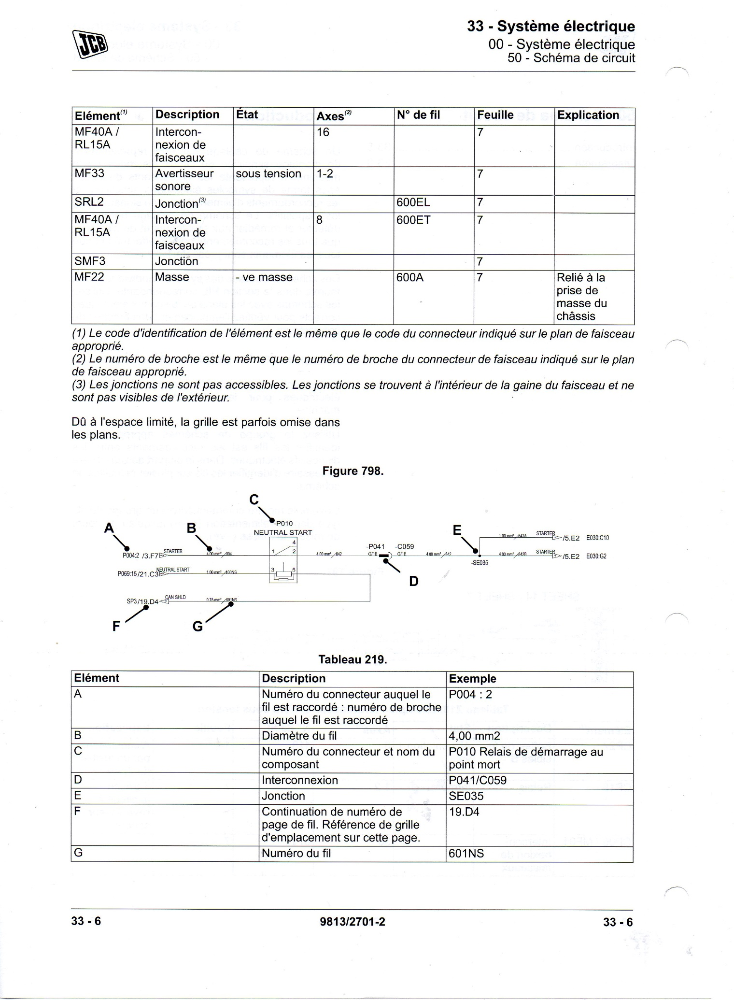 JCB
33 - Système électrique
00 - Système électrique
50 - Schéma de circuit
Elément(1) Description État Axes(2) N° de fil Feuille Explication
MF40A / Intercon- 16 7
RL15A nexion de
faisceaux
MF33 Avertisseur sous tension 1-2 7
sonore
SRL2 Jonction(3) 600EL 7
MF40A / Intercon- 8 600ET 7
RL15A nexion de
faisceaux
SMF3 Jonction 7
MF22 Masse - ve masse 600A 7 Relié à la
prise de
masse du
châssis
(1) Le code d'identification de l'élément est le même que le code du connecteur indiqué sur le plan de faisceau
approprié.
(2) Le numéro de broche est le même que le numéro de broche du connecteur de faisceau indiqué sur le plan
de faisceau approprié.
(3) Les jonctions ne sont pas accessibles. Les jonctions se trouvent à l'intérieur de la gaine du faisceau et ne
sont pas visibles de l'extérieur.
Dû à l'espace limité, la grille est parfois omise dans
les plans.
Figure 798.
C
A B -P010 E
NEUTRAL START
4
1 2
P004:2 /3.F7 STARTER 4.00 mm² 004 4.00 mm² 842
-P041 -C059
G/16 G/16
4.00 mm² 842
-SE035
1.00 mm² 842A STARTER /5.E2 E030:C10
4.00 mm² 842B STARTER /5.E2 E030:G2
P069:15 /21.C3 NEUTRAL START 1.00 mm² 400NS 3 5
D
SP3 /19.D4 CAN SHLD 0.75 mm² 601NS
F G
Tableau 219.
Elément Description Exemple
A Numéro du connecteur auquel le P004 : 2
fil est raccordé : numéro de broche
auquel le fil est raccordé
B Diamètre du fil 4,00 mm2
C Numéro du connecteur et nom du P010 Relais de démarrage au
composant point mort
D Interconnexion P041/C059
E Jonction SE035
F Continuation de numéro de 19.D4
page de fil. Référence de grille
d'emplacement sur cette page.
G Numéro du fil 601NS
33 - 6 9813/2701-2 33 - 6